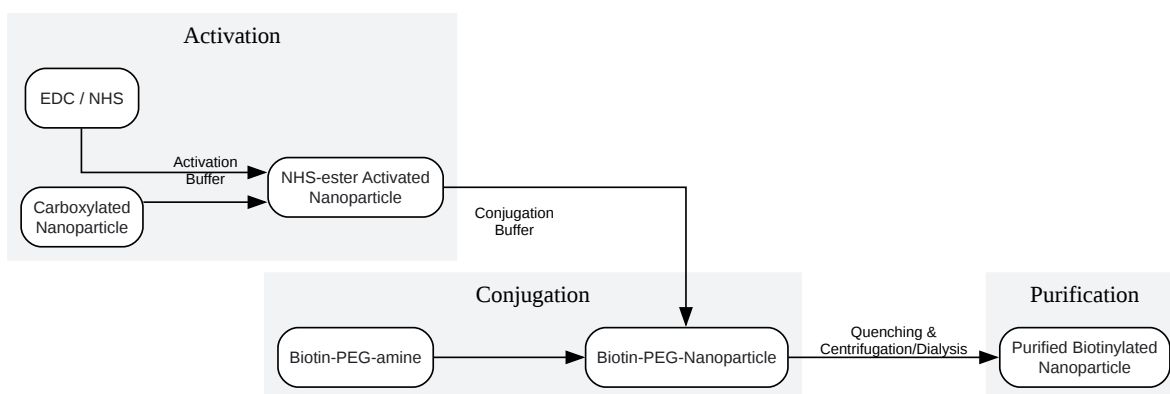 Activation
EDC / NHS
Activation
Buffer
NHS-ester Activated
Nanoparticle
Carboxylated
Nanoparticle
Conjugation
Buffer
Conjugation
Purification
Biotin-PEG-amine
Biotin-PEG-Nanoparticle
Quenching &
Centrifugation/Dialysis
Purified Biotinylated
Nanoparticle